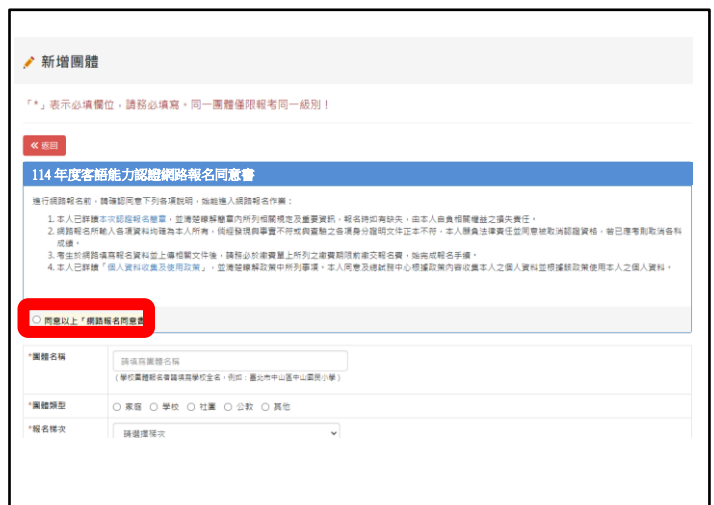 新增團體
「*」表示必填欄位，請務必填寫。同一團體僅限報考同一級別！
返回
114 年度客語能力認證網路報名同意書
進行網路報名前，請確認同意下列各項說明，始能進入網路報名作業：
1. 本人已詳讀本次認證報名簡章，並清楚瞭解簡章內所列相關規定及重要資訊，報名時如有缺失，由本人自負相關權益之損失責任。
2. 網路報名所輸入各項資料均確為本人所有，倘經發現與事實不符或與查驗之各項身分證明文件正本不符，本人願負法律責任並同意被取消認證資格，若已應考則取消各科
成績。
3. 考生於網路填寫報名資料並上傳相關文件後，請務必於繳費單上所列之繳費期限前繳交報名費，始完成報名手續。
4. 本人已詳讀「個人資料收集及使用政策」，並清楚瞭解政策中所列事項，本人同意及總試務中心根據政策內容收集本人之個人資料並根據該政策使用本人之個人資料。
同意以上「網路報名同意書
*團體名稱
請填寫團體名稱
（學校團體報名者請填寫學校全名，例如：臺北市中山區中山國民小學）
*團體類型
家庭 學校 社團 公教 其他
*報名梯次
請選擇梯次